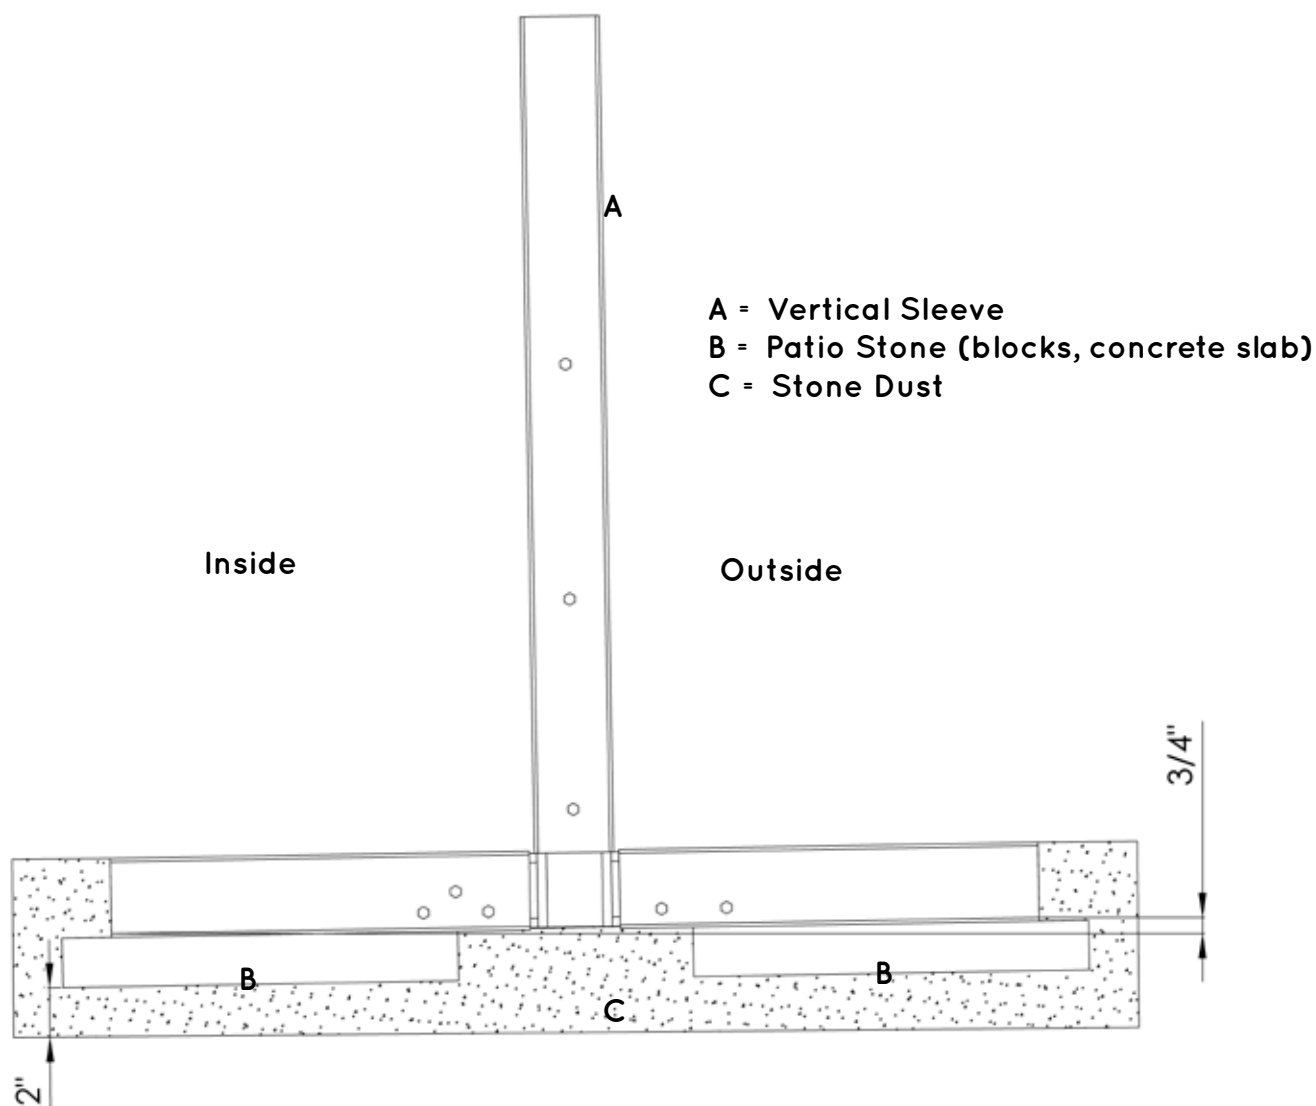 A
A = Vertical Sleeve
B = Patio Stone (blocks, concrete slab)
C = Stone Dust
Inside
Outside
3/4"
B
B
C
2"